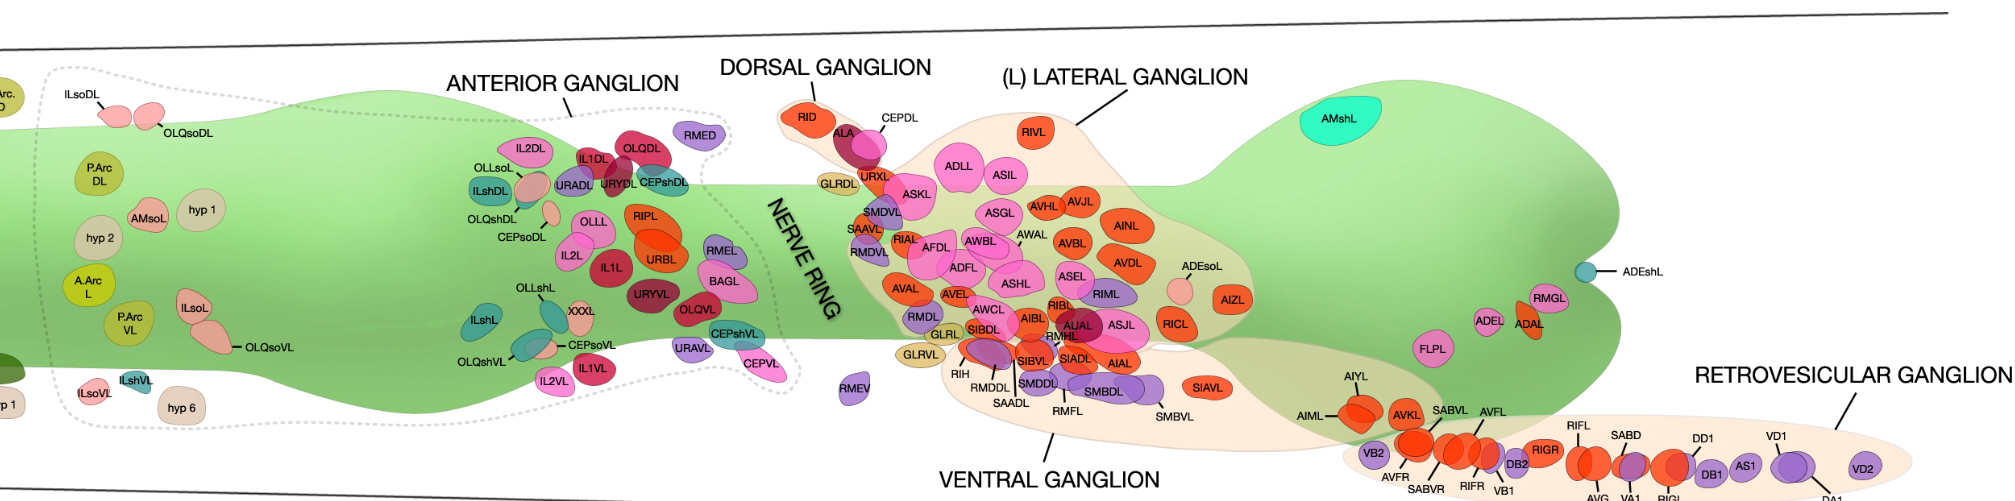 Arc.
D
ILsoDL
OLQsoDL
P.Arc
DL
AMsoL
hyp 1
hyp 2
A.Arc
L
P.Arc
VL
ILsoL
OLQsoVL
ILsoVL
ILshVL
hyp 6
p 1
ANTERIOR GANGLION
IL2DL
OLLsoL
ILshDL
OLQshDL
CEPsoDL
IL1DL
OLQDL
URADL
URYDL
CEPshDL
RMED
OLLL
IL2L
RIPL
URBL
IL1L
RMEL
BAGL
URYVL
OLQVL
OLLshL
XXXL
ILshL
OLQshVL
CEPsoVL
IL2VL
IL1VL
CEPshVL
URAVL
CEPVL
NERVE RING
DORSAL GANGLION
RID
ALA
CEPDL
(L) LATERAL GANGLION
RIVL
GLRDL
URXL
ASKL
ADLL
ASIL
SMDVL
SAAVL
RMDVL
RIAL
AFDL
AWBL
AWAL
ASGL
AVHL
AVJL
AINL
AVBL
AVDL
ADFL
ASHL
ASEL
RIML
ADEsoL
AIZL
AVAL
AVEL
AWCL
RIBL
RMDL
GLRL
SIBDL
AIBL
AUAL
ASJL
RICL
RMHL
GLRVL
RIH
RMDDL
SAADL
SIBVL
SIADL
AIAL
SMDDL
RMFL
SMBDL
SMBVL
SIAVL
RMEV
VENTRAL GANGLION
AMshL
ADEshL
RMGL
ADEL
ADAL
FLPL
RETROVESICULAR GANGLION
AIYL
AIML
AVKL
SABVL
AVFL
VB2
AVFR
SABVR
RIFR
VB1
DB2
RIGR
RIFL
AVG
SABD
VA1
RIGL
DD1
DB1
AS1
VD1
DA1
VD2